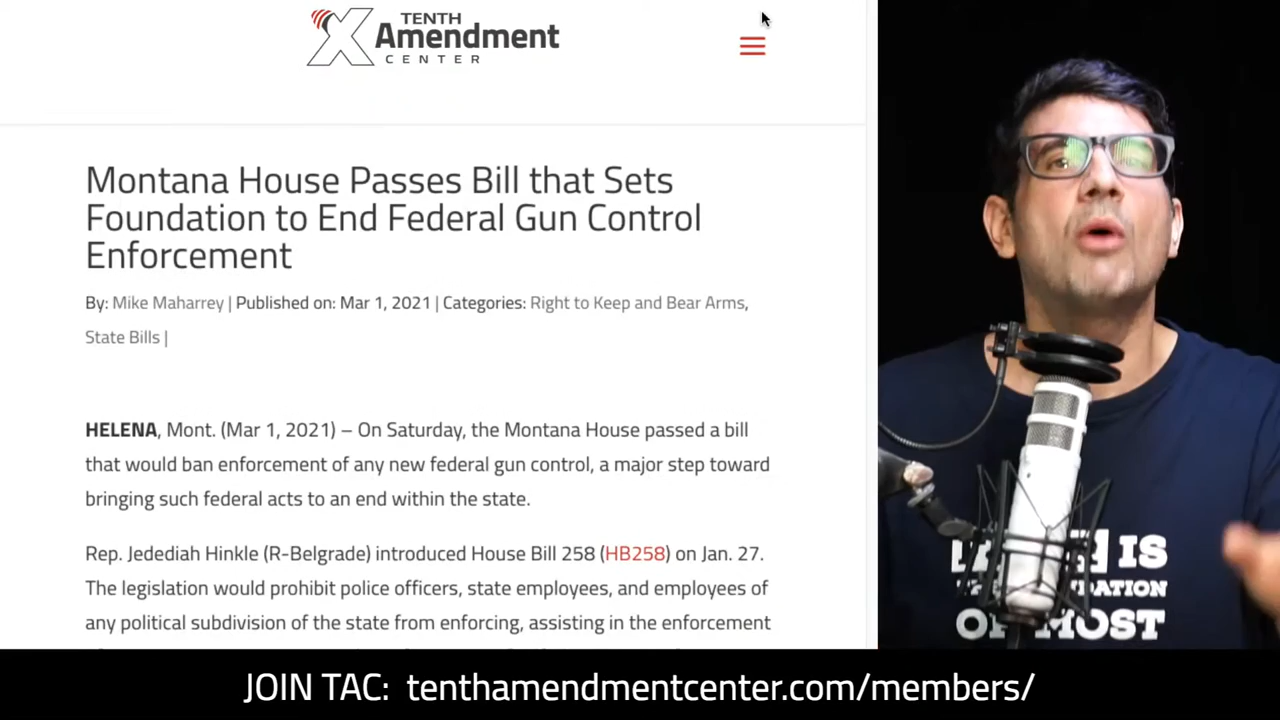 TENTH
Amendment
CENTER
Montana House Passes Bill that Sets
Foundation to End Federal Gun Control
Enforcement
By: Mike Maharrey | Published on: Mar 1, 2021 | Categories: Right to Keep and Bear Arms,
State Bills |
HELENA, Mont. (Mar 1, 2021) – On Saturday, the Montana House passed a bill
that would ban enforcement of any new federal gun control, a major step toward
bringing such federal acts to an end within the state.
Rep. Jedediah Hinkle (R-Belgrade) introduced House Bill 258 (HB258) on Jan. 27.
The legislation would prohibit police officers, state employees, and employees of
any political subdivision of the state from enforcing, assisting in the enforcement
IS
OF MOST
JOIN TAC: tenthamendmentcenter.com/members/